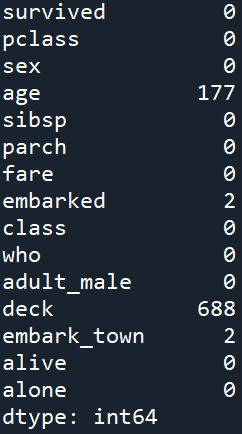 survived 0
pclass 0
sex 0
age 177
sibsp 0
parch 0
fare 0
embarked 2
class 0
who 0
adult_male 0
deck 688
embark_town 2
alive 0
alone 0
dtype: int64